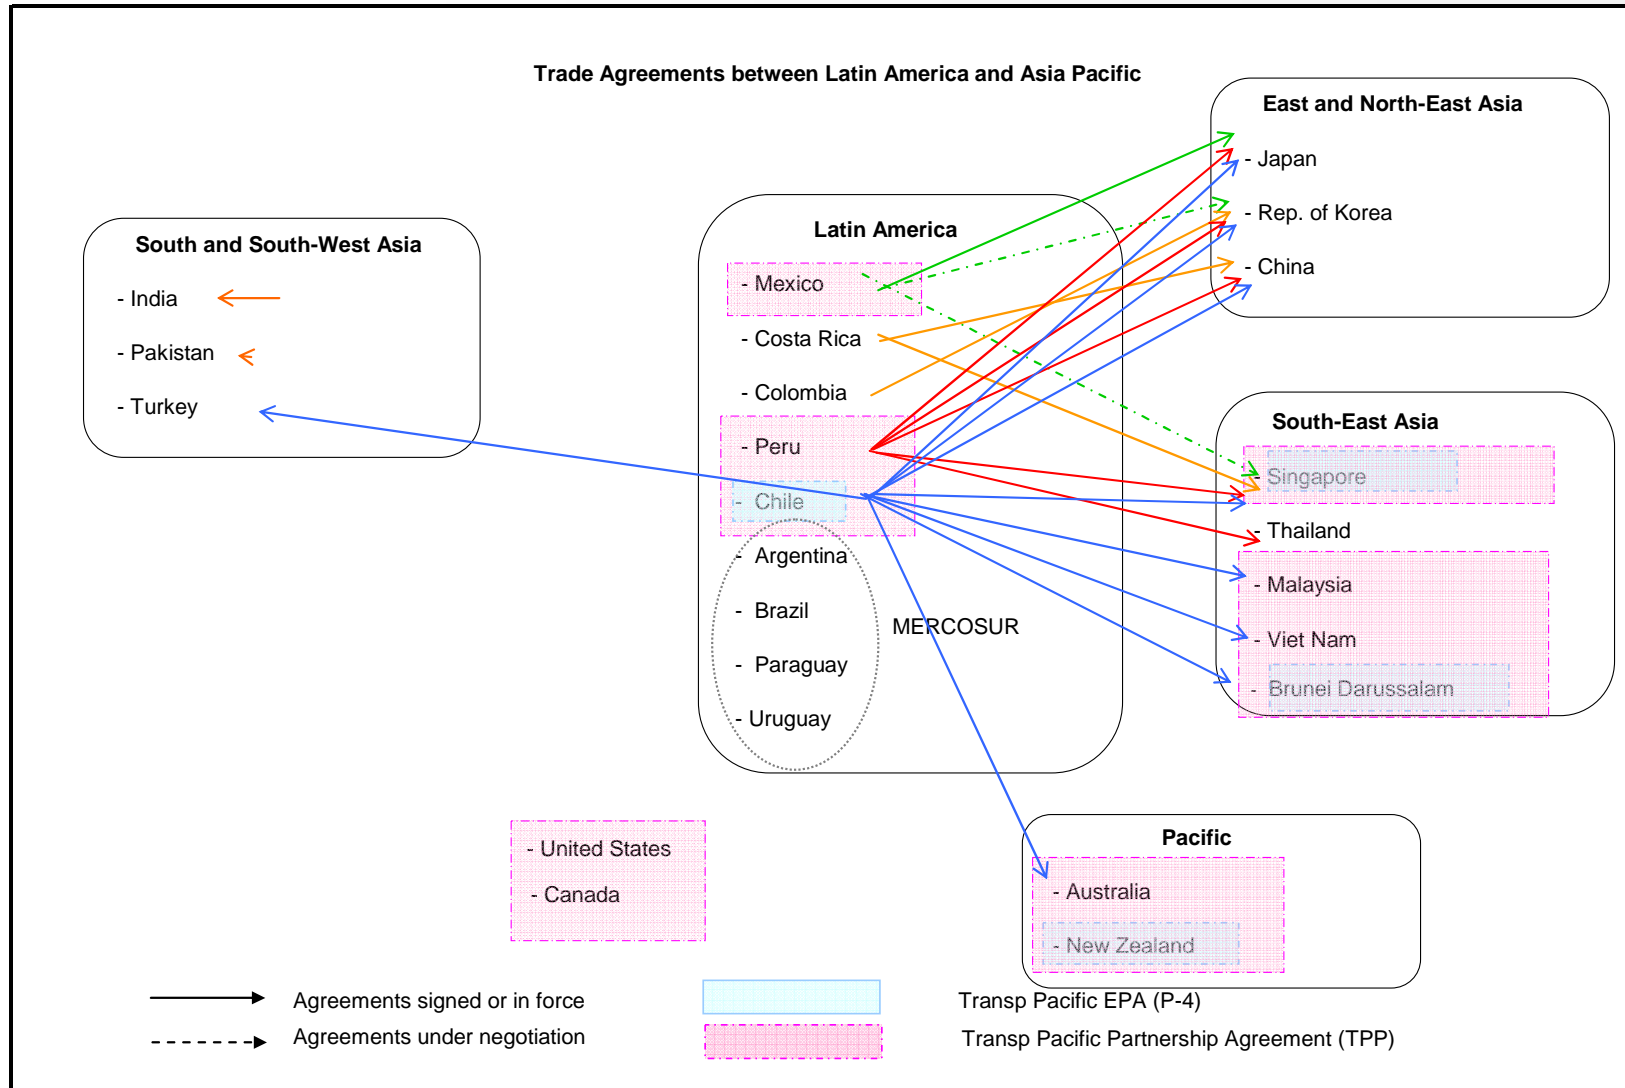 Trade Agreements between Latin America and Asia Pacific
East and North-East Asia
- Japan
- Rep. of Korea
- China
South and South-West Asia
- India
- Pakistan
- Turkey
Latin America
- Mexico
- Costa Rica
- Colombia
- Peru
- Chile
- Argentina
- Brazil
- Paraguay
- Uruguay
MERCOSUR
South-East Asia
- Singapore
- Thailand
- Malaysia
- Viet Nam
- Brunei Darussalam
- United States
- Canada
Pacific
- Australia
- New Zealand
Agreements signed or in force
Agreements under negotiation
Transp Pacific EPA (P-4)
Transp Pacific Partnership Agreement (TPP)